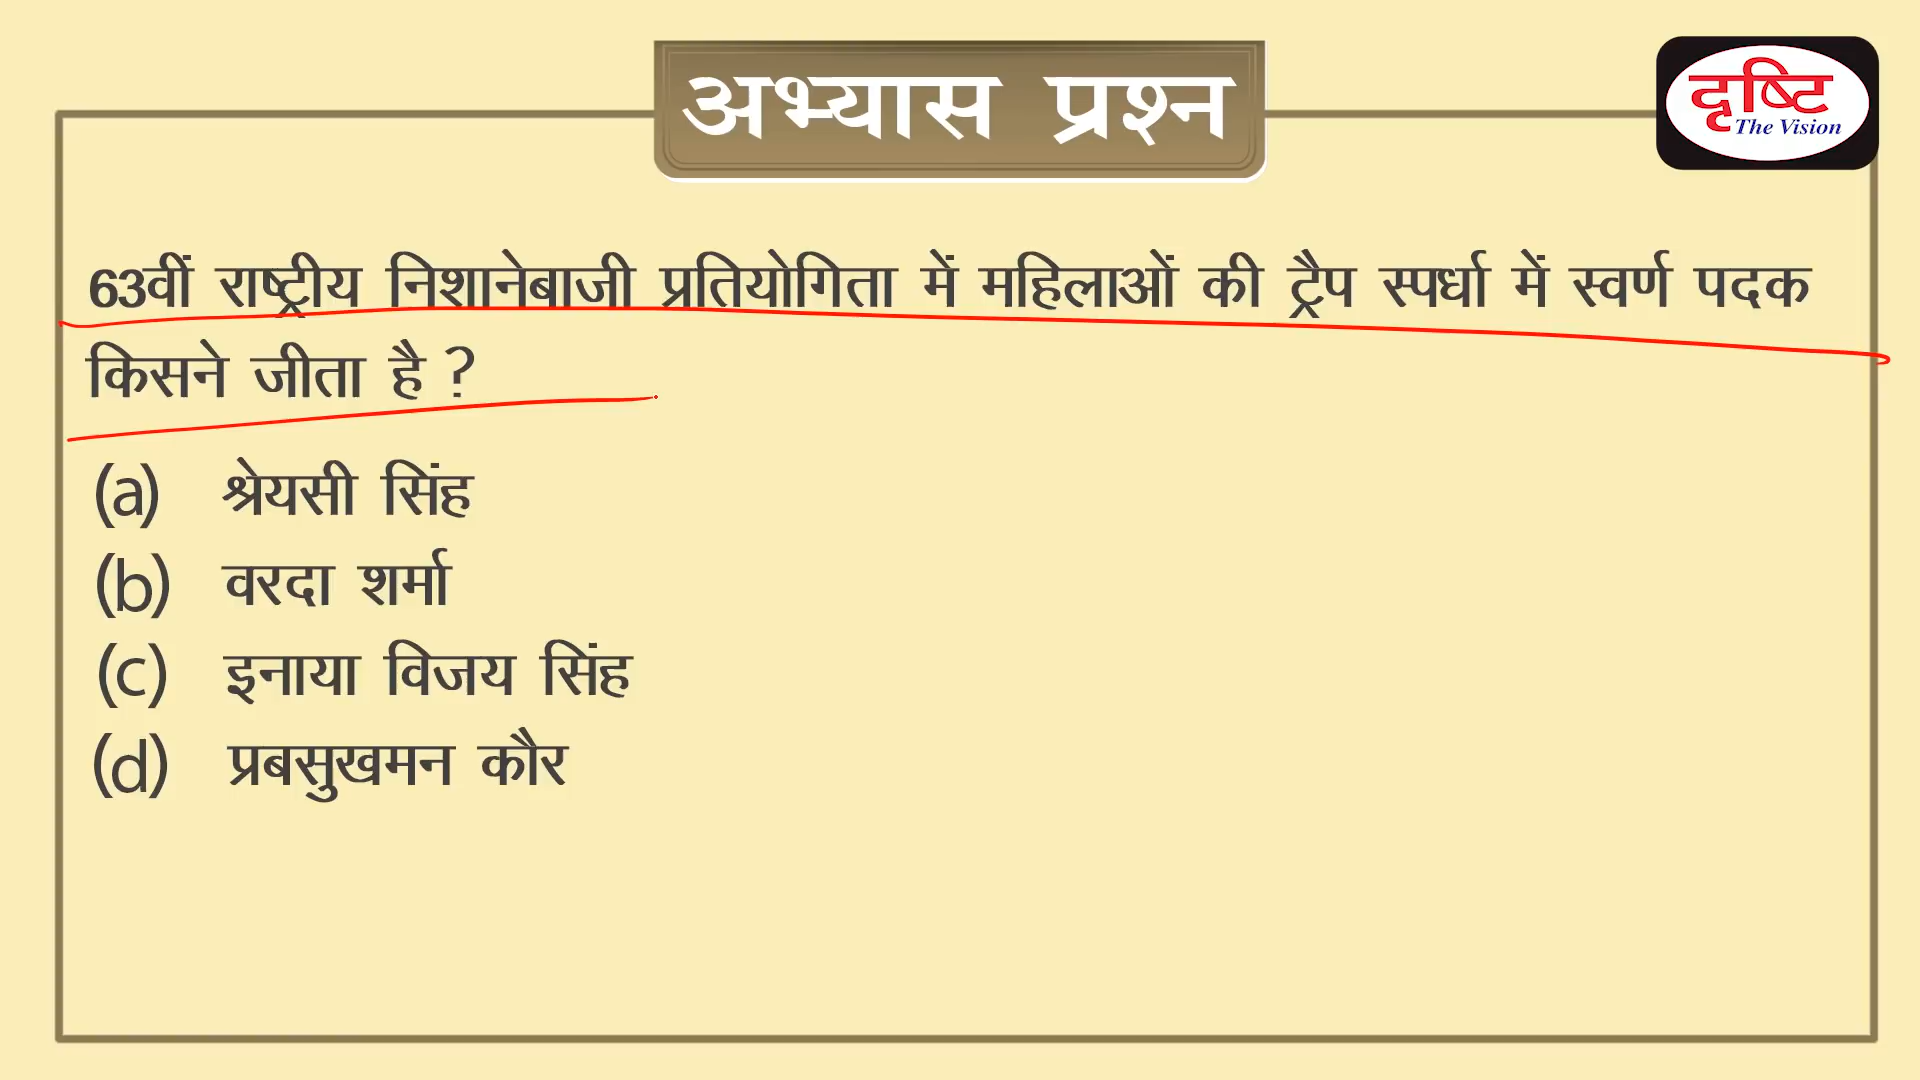 अभ्यास प्रश्न
दृष्टि
The Vision
63वीं राष्ट्रीय निशानेबाजी प्रतियोगिता में महिलाओं की ट्रैप स्पर्धा में स्वर्ण पदक
किसने जीता है ?
(a) श्रेयसी सिंह
(b) वरदा शर्मा
(c) इनाया विजय सिंह
(d) प्रबसुखमन कौर